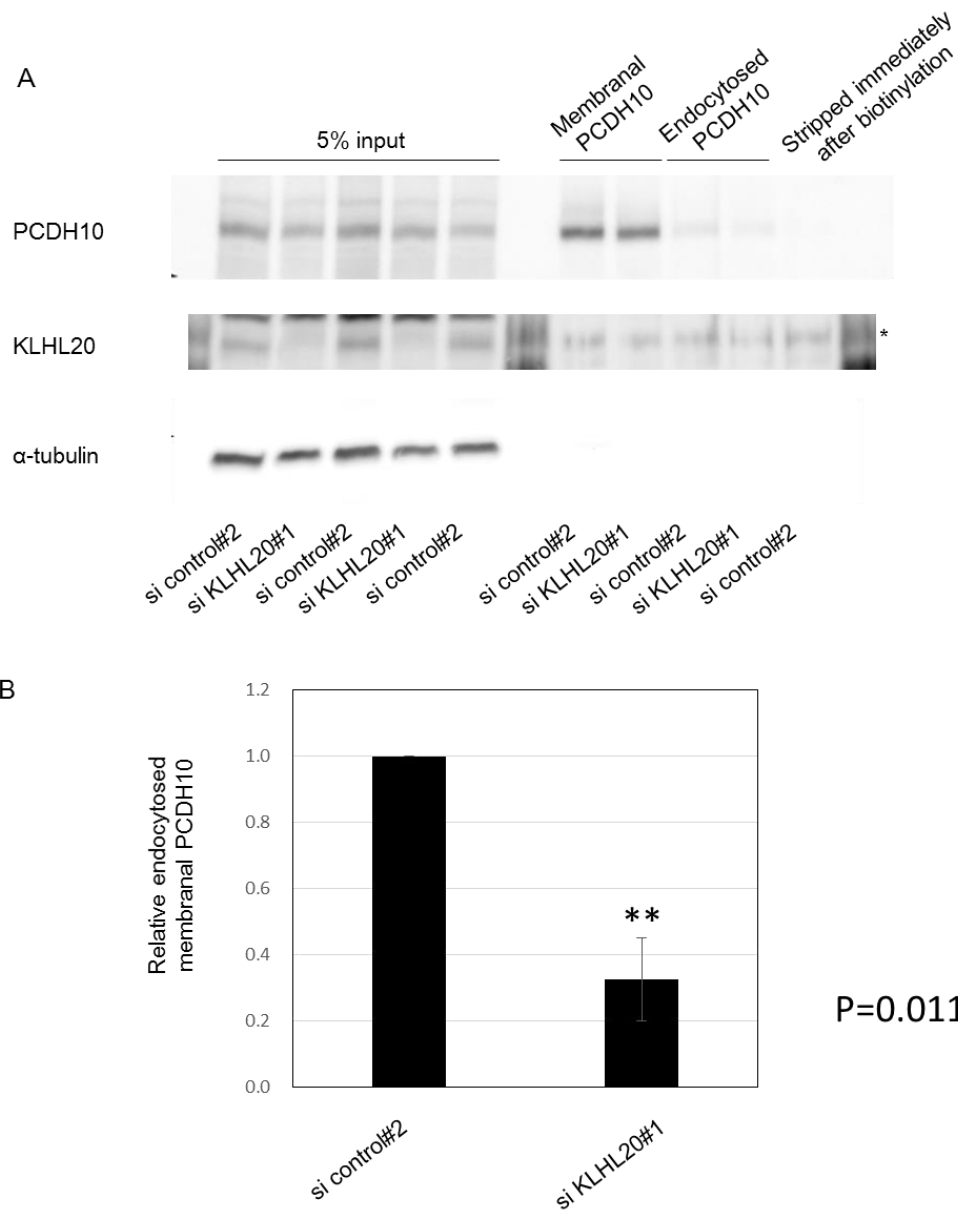 A
5% input
Membranal
PCDH10
Endocytosed
PCDH10
Stripped immediately
after biotinylation
PCDH10
KLHL20
*
α-tubulin
si control#2
si KLHL20#1
si control#2
si KLHL20#1
si control#2
si control#2
si KLHL20#1
si control#2
si KLHL20#1
si control#2
B
Relative endocytosed
membranal PCDH10
1.2
1.0
0.8
0.6
0.4
0.2
0.0
**
P=0.011
si control#2
si KLHL20#1